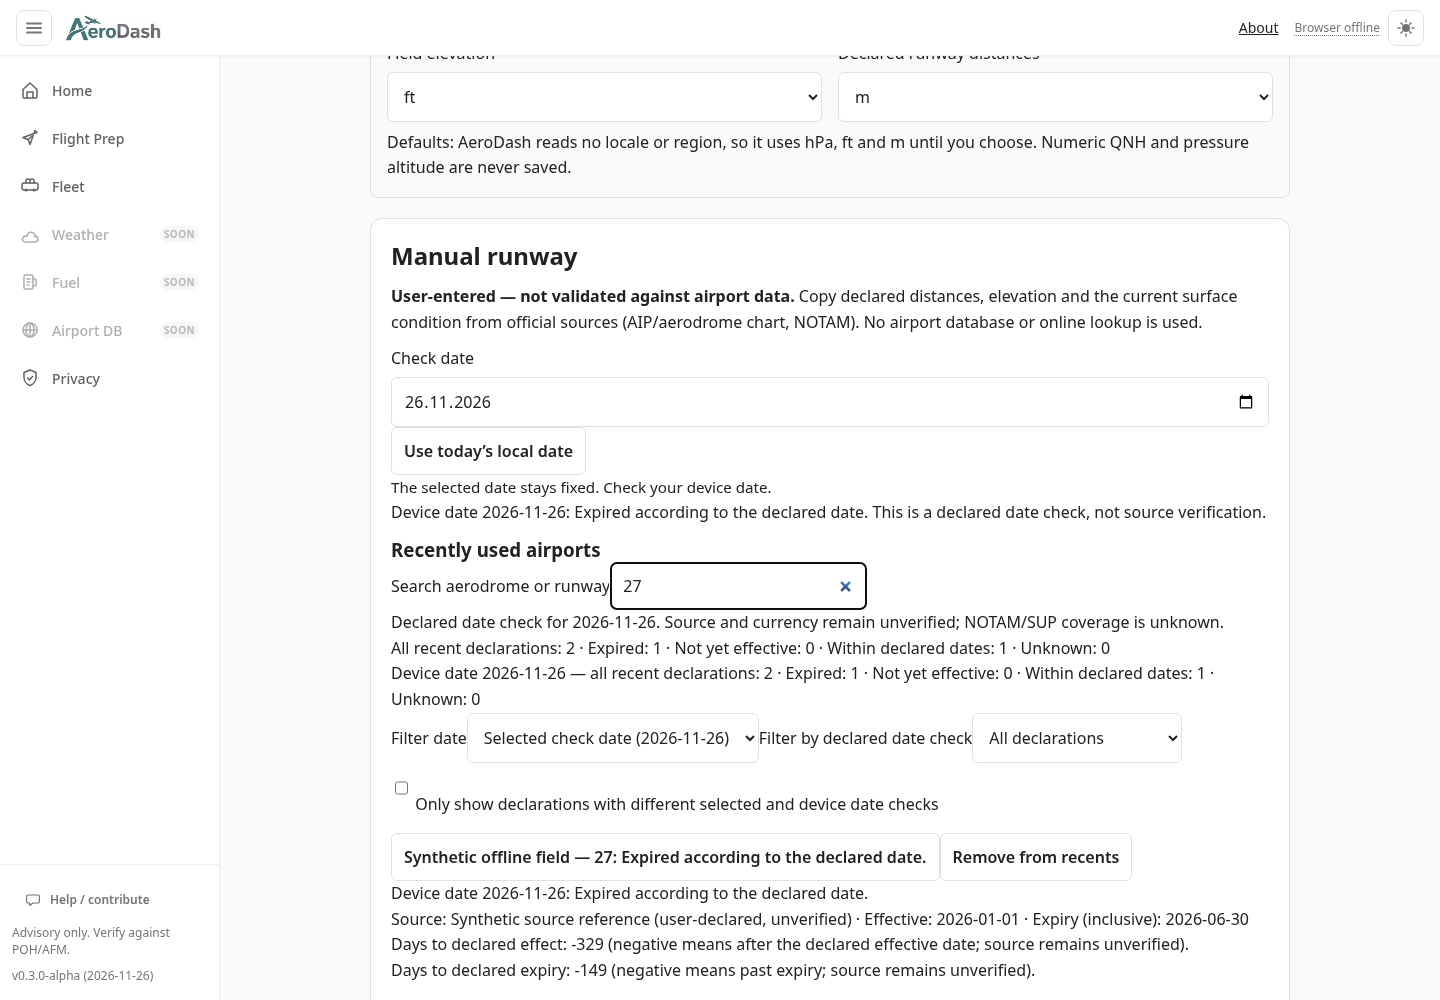 AeroDash
About
Browser offline
Home
Flight Prep
Fleet
Weather SOON
Fuel SOON
Airport DB SOON
Privacy
Help / contribute
Advisory only. Verify against
POH/AFM.
v0.3.0-alpha (2026-11-26)
Field elevation
Declared runway distances
ft
m
Defaults: AeroDash reads no locale or region, so it uses hPa, ft and m until you choose. Numeric QNH and pressure
altitude are never saved.
Manual runway
User-entered — not validated against airport data. Copy declared distances, elevation and the current surface
condition from official sources (AIP/aerodrome chart, NOTAM). No airport database or online lookup is used.
Check date
26.11.2026
Use today’s local date
The selected date stays fixed. Check your device date.
Device date 2026-11-26: Expired according to the declared date. This is a declared date check, not source verification.
Recently used airports
Search aerodrome or runway 27
Declared date check for 2026-11-26. Source and currency remain unverified; NOTAM/SUP coverage is unknown.
All recent declarations: 2 · Expired: 1 · Not yet effective: 0 · Within declared dates: 1 · Unknown: 0
Device date 2026-11-26 — all recent declarations: 2 · Expired: 1 · Not yet effective: 0 · Within declared dates: 1 ·
Unknown: 0
Filter date Selected check date (2026-11-26) Filter by declared date check All declarations
Only show declarations with different selected and device date checks
Synthetic offline field — 27: Expired according to the declared date. Remove from recents
Device date 2026-11-26: Expired according to the declared date.
Source: Synthetic source reference (user-declared, unverified) · Effective: 2026-01-01 · Expiry (inclusive): 2026-06-30
Days to declared effect: -329 (negative means after the declared effective date; source remains unverified).
Days to declared expiry: -149 (negative means past expiry; source remains unverified).